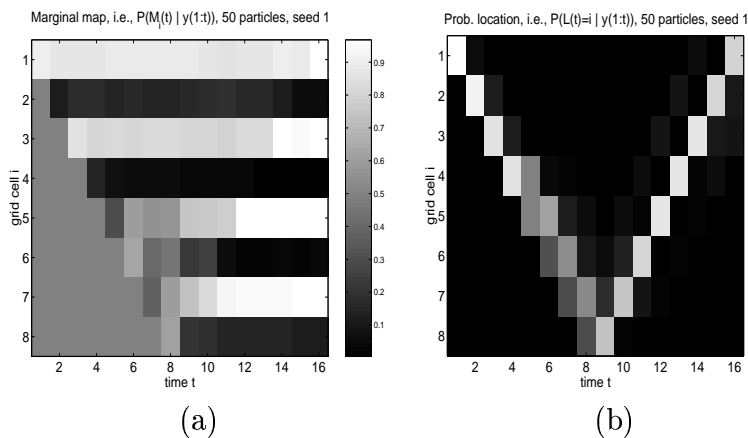 Marginal map, i.e., P(M_i(t) | y(1:t)), 50 particles, seed 1
1
2
3
4
5
6
7
8
grid cell i
2 4 6 8 10 12 14 16
time t
0.9
0.8
0.7
0.6
0.5
0.4
0.3
0.2
0.1
(a)
Prob. location, i.e., P(L(t)=i | y(1:t)), 50 particles, seed 1
1
2
3
4
5
6
7
8
grid cell i
2 4 6 8 10 12 14 16
time t
(b)